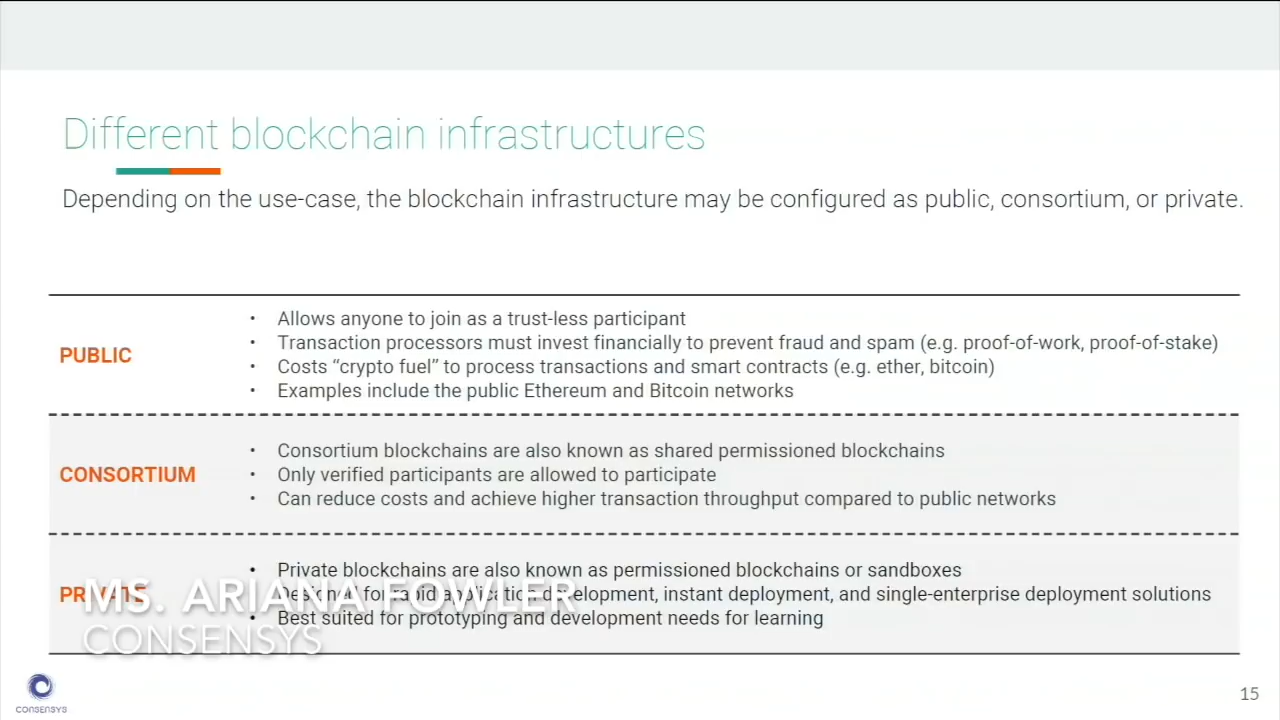 Different blockchain infrastructures
Depending on the use-case, the blockchain infrastructure may be configured as public, consortium, or private.
PUBLIC
• Allows anyone to join as a trust-less participant
• Transaction processors must invest financially to prevent fraud and spam (e.g. proof-of-work, proof-of-stake)
• Costs “crypto fuel” to process transactions and smart contracts (e.g. ether, bitcoin)
• Examples include the public Ethereum and Bitcoin networks
CONSORTIUM
• Consortium blockchains are also known as shared permissioned blockchains
• Only verified participants are allowed to participate
• Can reduce costs and achieve higher transaction throughput compared to public networks
PRIVATE
• Private blockchains are also known as permissioned blockchains or sandboxes
• Designed for rapid application development, instant deployment, and single-enterprise deployment solutions
• Best suited for prototyping and development needs for learning
MS. ARIANA FOWLER
CONSENSYS
CONSENSYS
15